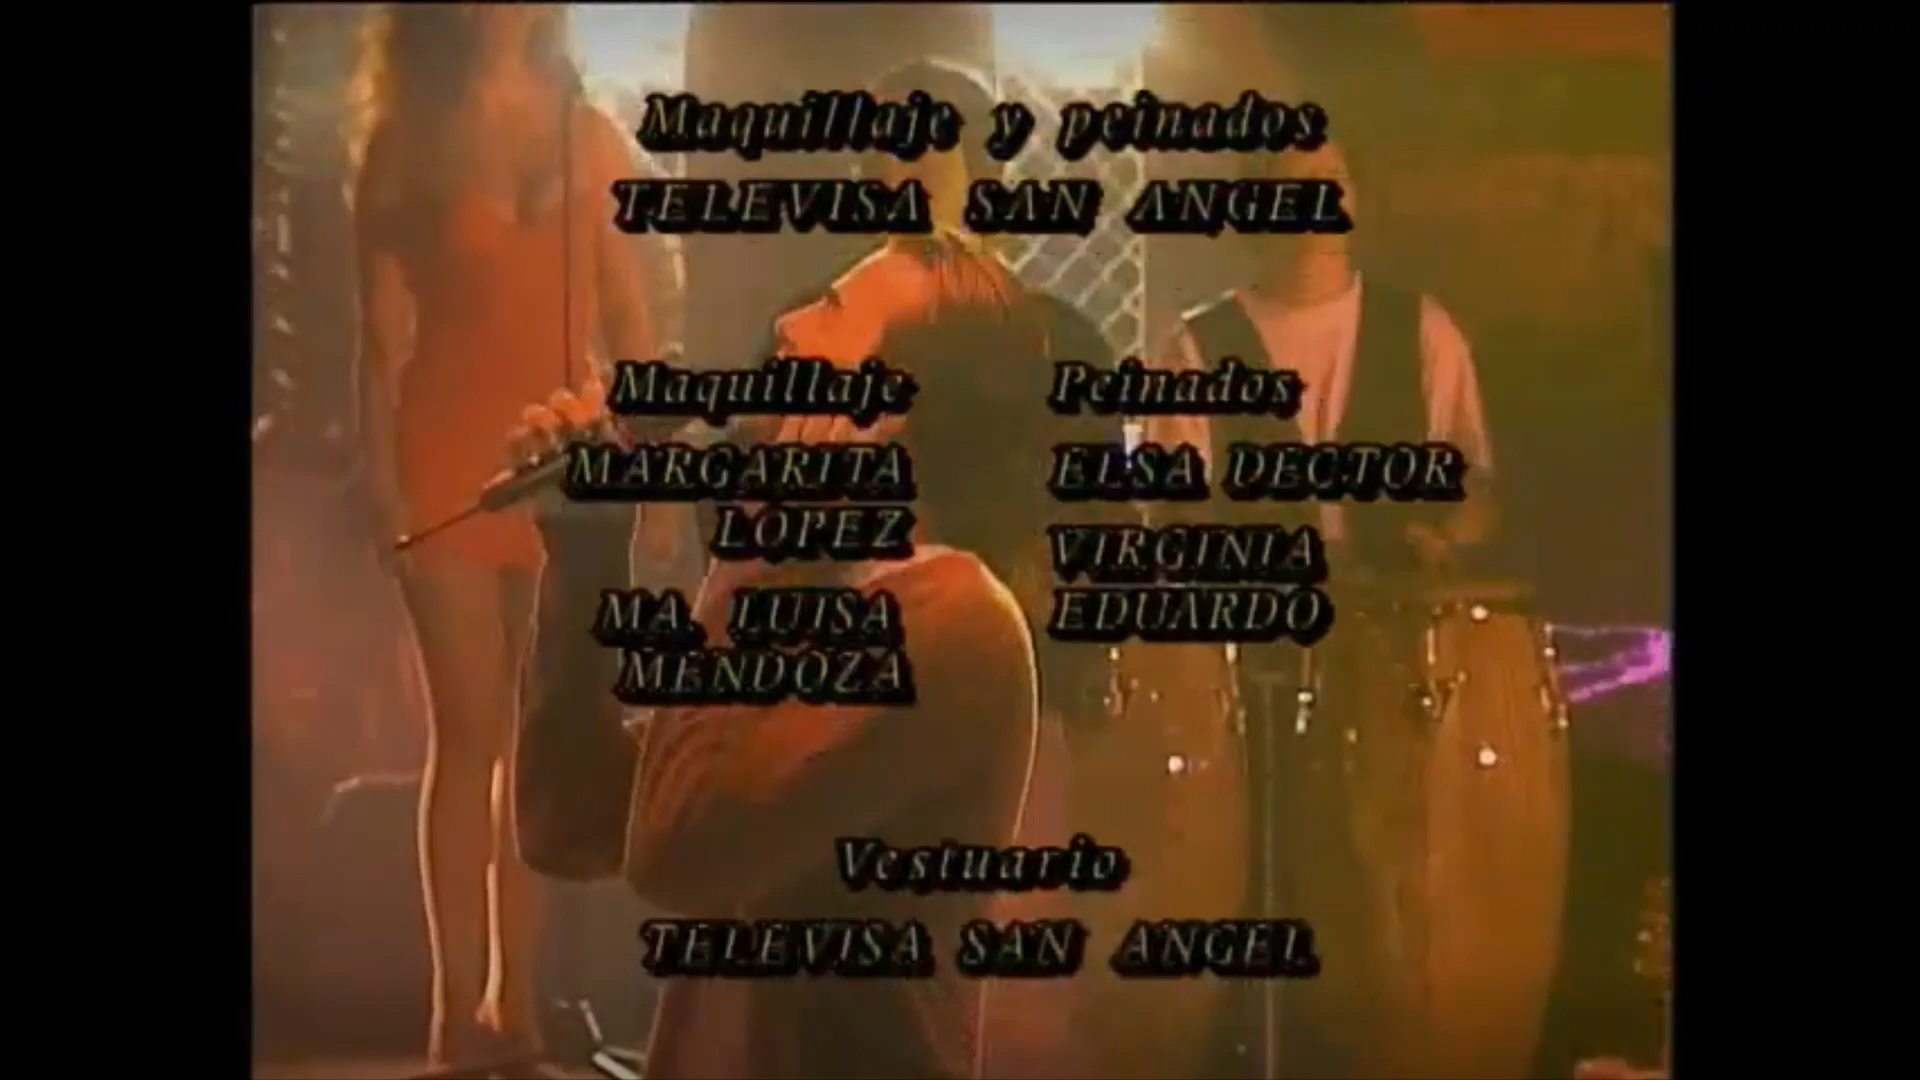 Maquillaje y peinados
TELEVISA SAN ANGEL
Maquillaje
MARGARITA
LOPEZ
MA. LUISA
MENDOZA
Peinados
ELSA DECTOR
VIRGINIA
EDUARDO
Vestuario
TELEVISA SAN ANGEL